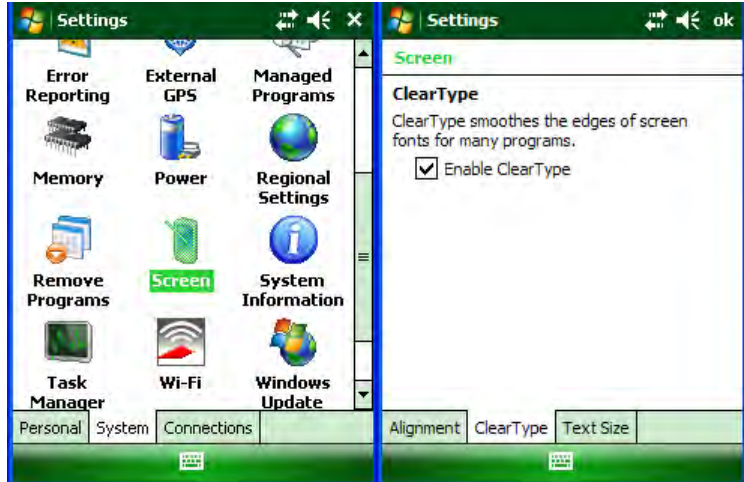 Settings
Error
Reporting
External
GPS
Managed
Programs
Memory
Power
Regional
Settings
Remove
Programs
Screen
System
Information
Task
Manager
Wi-Fi
Windows
Update
Personal System Connections
Settings ok
Screen
ClearType
ClearType smoothes the edges of screen
fonts for many programs.
Enable ClearType
Alignment ClearType Text Size